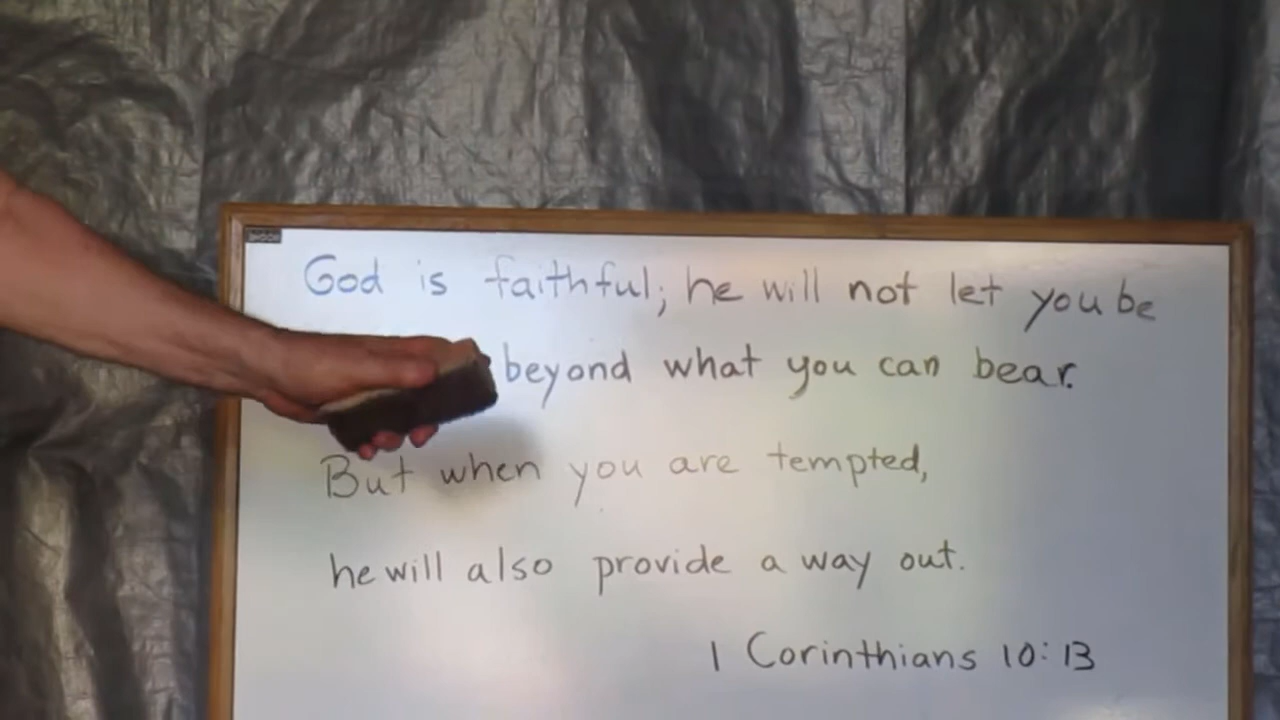 God is faithful; he will not let you be
beyond what you can bear.
But when you are tempted,
he will also provide a way out.
1 Corinthians 10:13